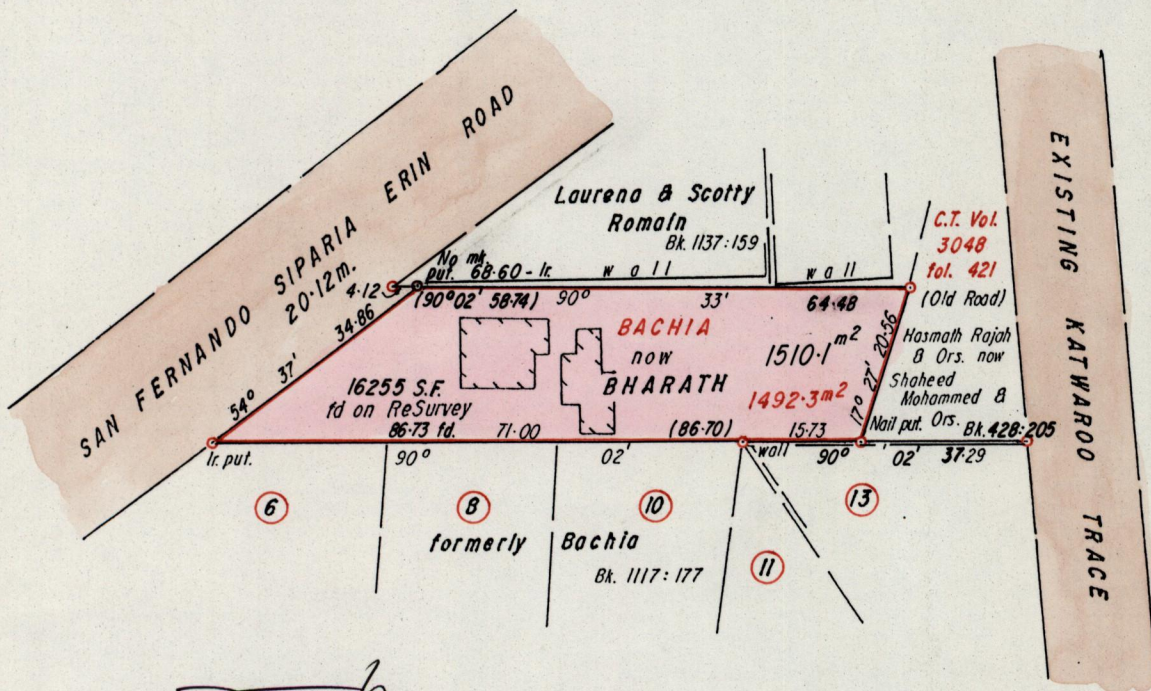 SAN FERNANDO SIPARIA ERIN ROAD
20·12m.
EXISTING KATWAROO TRACE
Laurena & Scotty
Romain
Bk. 1137:159
C.T. Vol.
3048
fol. 421
(Old Road)
No mk.
put. 68·60 - Ir.
wall
wall
4·12
(90°02' 58·74)
90°
33'
64·48
34·86
37'
54°
BACHIA
now
BHARATH
1510·1 m²
1492·3 m²
16255 S.F.
fd on ReSurvey
17° 27' 20·56
Hasmath Rajah
& Ors. now
Shaheed
Mohammed &
Ors.
Nail put.
Bk. 428:205
86·73 fd.
71·00
(86·70)
15·73
Ir. put.
90°
02'
wall
90°
02'
37·29
6
8
10
13
11
formerly Bachia
Bk. 1117:177